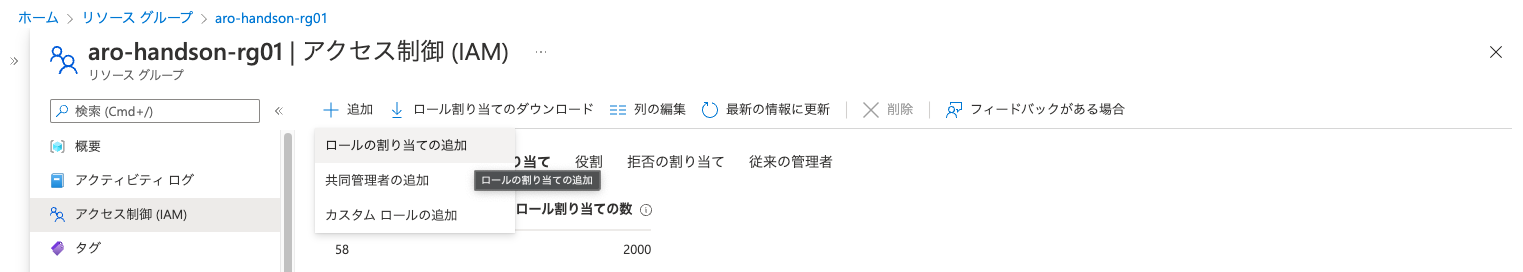 ホーム > リソース グループ > aro-handson-rg01
aro-handson-rg01 | アクセス制御 (IAM) ...
リソース グループ
検索 (Cmd+/)
追加 ロール割り当てのダウンロード 列の編集 最新の情報に更新 削除 フィードバックがある場合
概要
アクティビティ ログ
アクセス制御 (IAM)
タグ
ロールの割り当ての追加
共同管理者の追加
カスタム ロールの追加
ロールの割り当ての追加
り当て 役割 拒否の割り当て 従来の管理者
ロール割り当ての数
58 2000